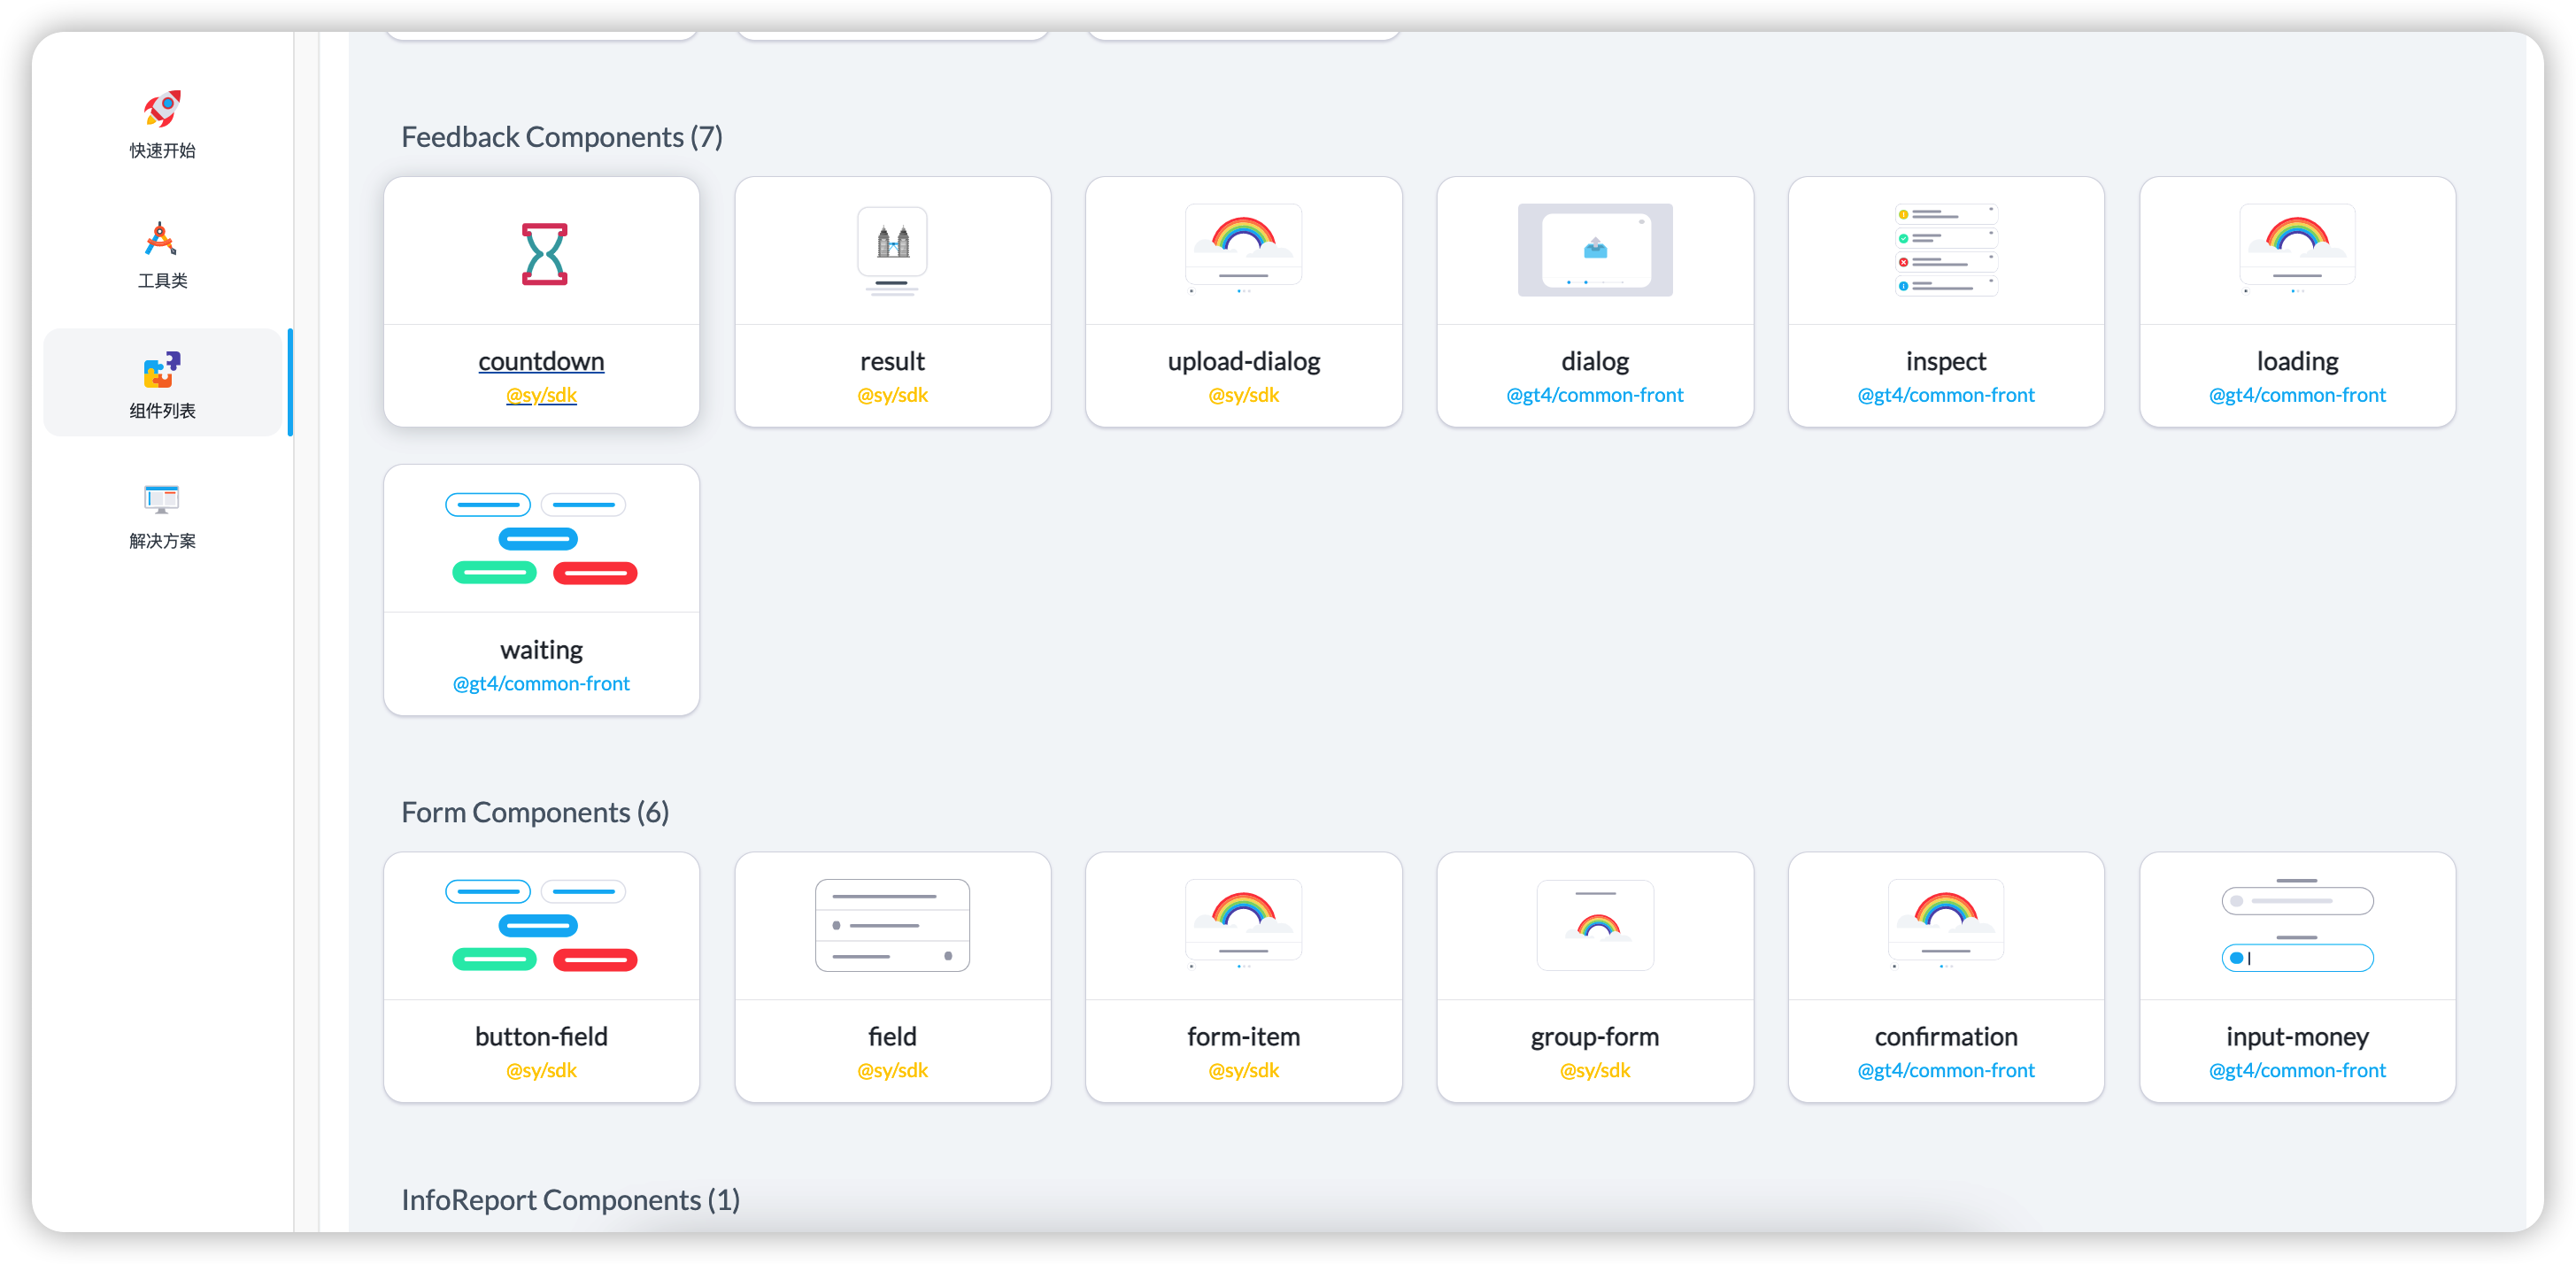 快速开始
工具类
组件列表
解决方案
Feedback Components (7)
countdown
@sy/sdk
result
@sy/sdk
upload-dialog
@sy/sdk
dialog
@gt4/common-front
inspect
@gt4/common-front
loading
@gt4/common-front
waiting
@gt4/common-front
Form Components (6)
button-field
@sy/sdk
field
@sy/sdk
form-item
@sy/sdk
group-form
@sy/sdk
confirmation
@gt4/common-front
input-money
@gt4/common-front
InfoReport Components (1)